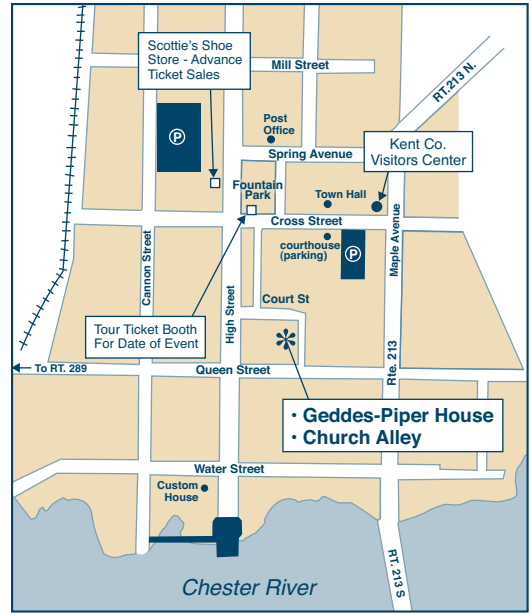 Scottie's Shoe
Store - Advance
Ticket Sales
Mill Street
RT.213 N.
P
Post
Office
Kent Co.
Visitors Center
Spring Avenue
Fountain
Park
Town Hall
Cross Street
courthouse
(parking)
P
Cannon Street
High Street
Maple Avenue
Court St
Tour Ticket Booth
For Date of Event
Rte. 213
To RT. 289
Queen Street
· Geddes-Piper House
· Church Alley
Water Street
Custom
House
Chester River
RT. 213 S